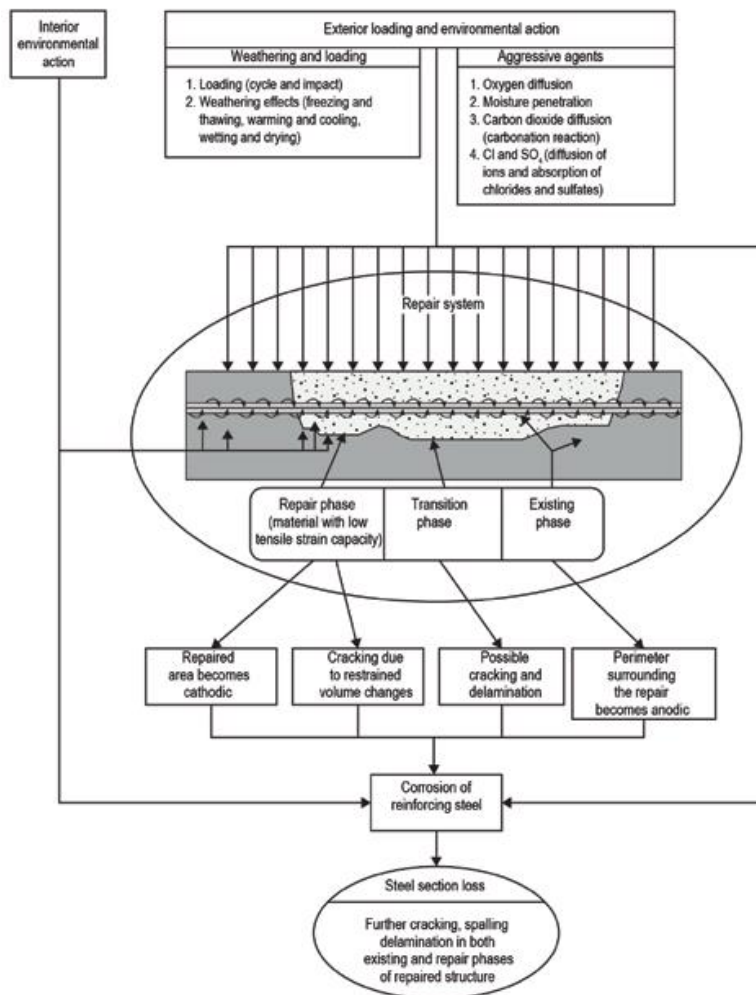 Interior
environmental
action
Exterior loading and environmental action
Weathering and loading
1. Loading (cycle and impact)
2. Weathering effects (freezing and
thawing, warming and cooling,
wetting and drying)
Aggressive agents
1. Oxygen diffusion
2. Moisture penetration
3. Carbon dioxide diffusion
(carbonation reaction)
4. Cl and SO₄ (diffusion of
ions and absorption of
chlorides and sulfates)
Repair system
Repair phase
(material with low
tensile strain capacity)
Transition
phase
Existing
phase
Repaired
area becomes
cathodic
Cracking due
to restrained
volume changes
Possible
cracking and
delamination
Perimeter
surrounding
the repair
becomes anodic
Corrosion of
reinforcing steel
Steel section loss
Further cracking, spalling
delamination in both
existing and repair phases
of repaired structure